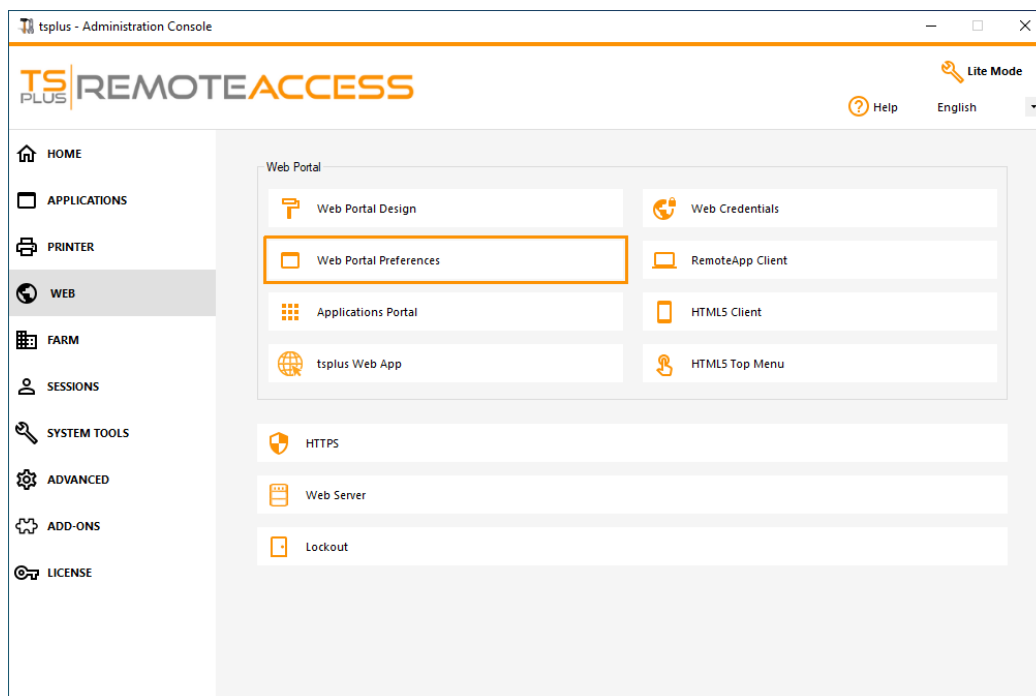 tsplus - Administration Console
TS PLUS REMOTEACCESS
Lite Mode
Help
English
HOME
APPLICATIONS
PRINTER
WEB
FARM
SESSIONS
SYSTEM TOOLS
ADVANCED
ADD-ONS
LICENSE
Web Portal
Web Portal Design
Web Credentials
Web Portal Preferences
RemoteApp Client
Applications Portal
HTML5 Client
tsplus Web App
HTML5 Top Menu
HTTPS
Web Server
Lockout